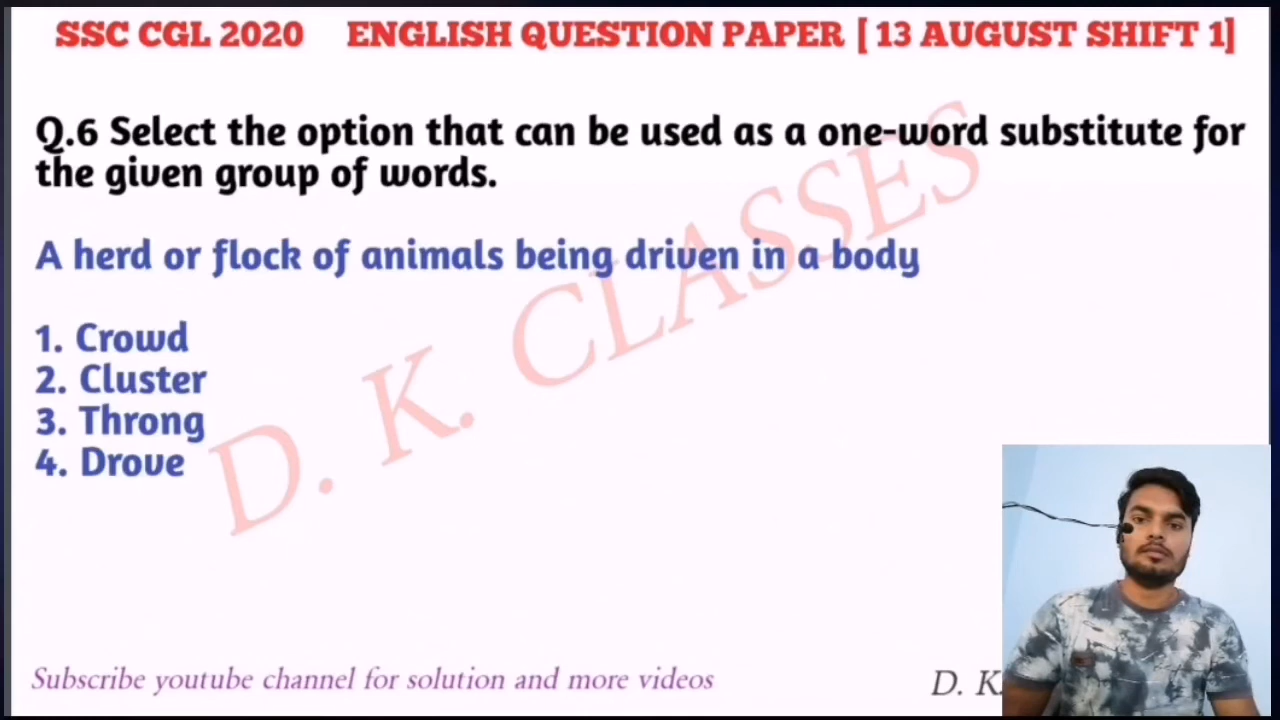 SSC CGL 2020 ENGLISH QUESTION PAPER [ 13 AUGUST SHIFT 1]
Q.6 Select the option that can be used as a one-word substitute for
the given group of words.
A herd or flock of animals being driven in a body
1. Crowd
2. Cluster
3. Throng
4. Drove
D. K. CLASSES
Subscribe youtube channel for solution and more videos
D. K.